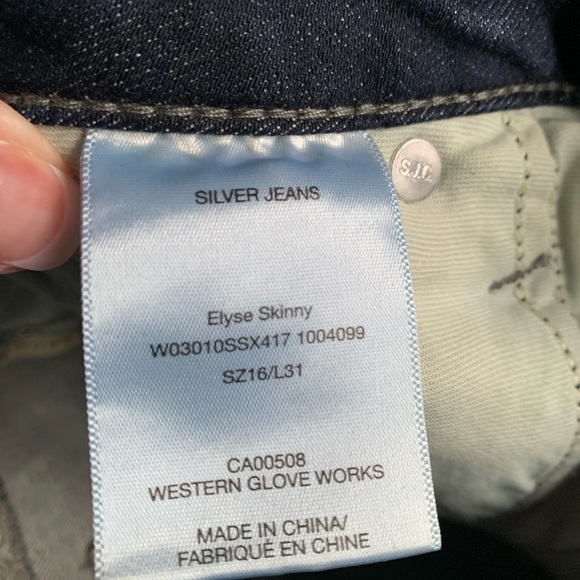 SILVER JEANS
S.J.C.
Elyse Skinny
W03010SSX417 1004099
SZ16/L31
CA00508
WESTERN GLOVE WORKS
MADE IN CHINA/
FABRIQUÉ EN CHINE